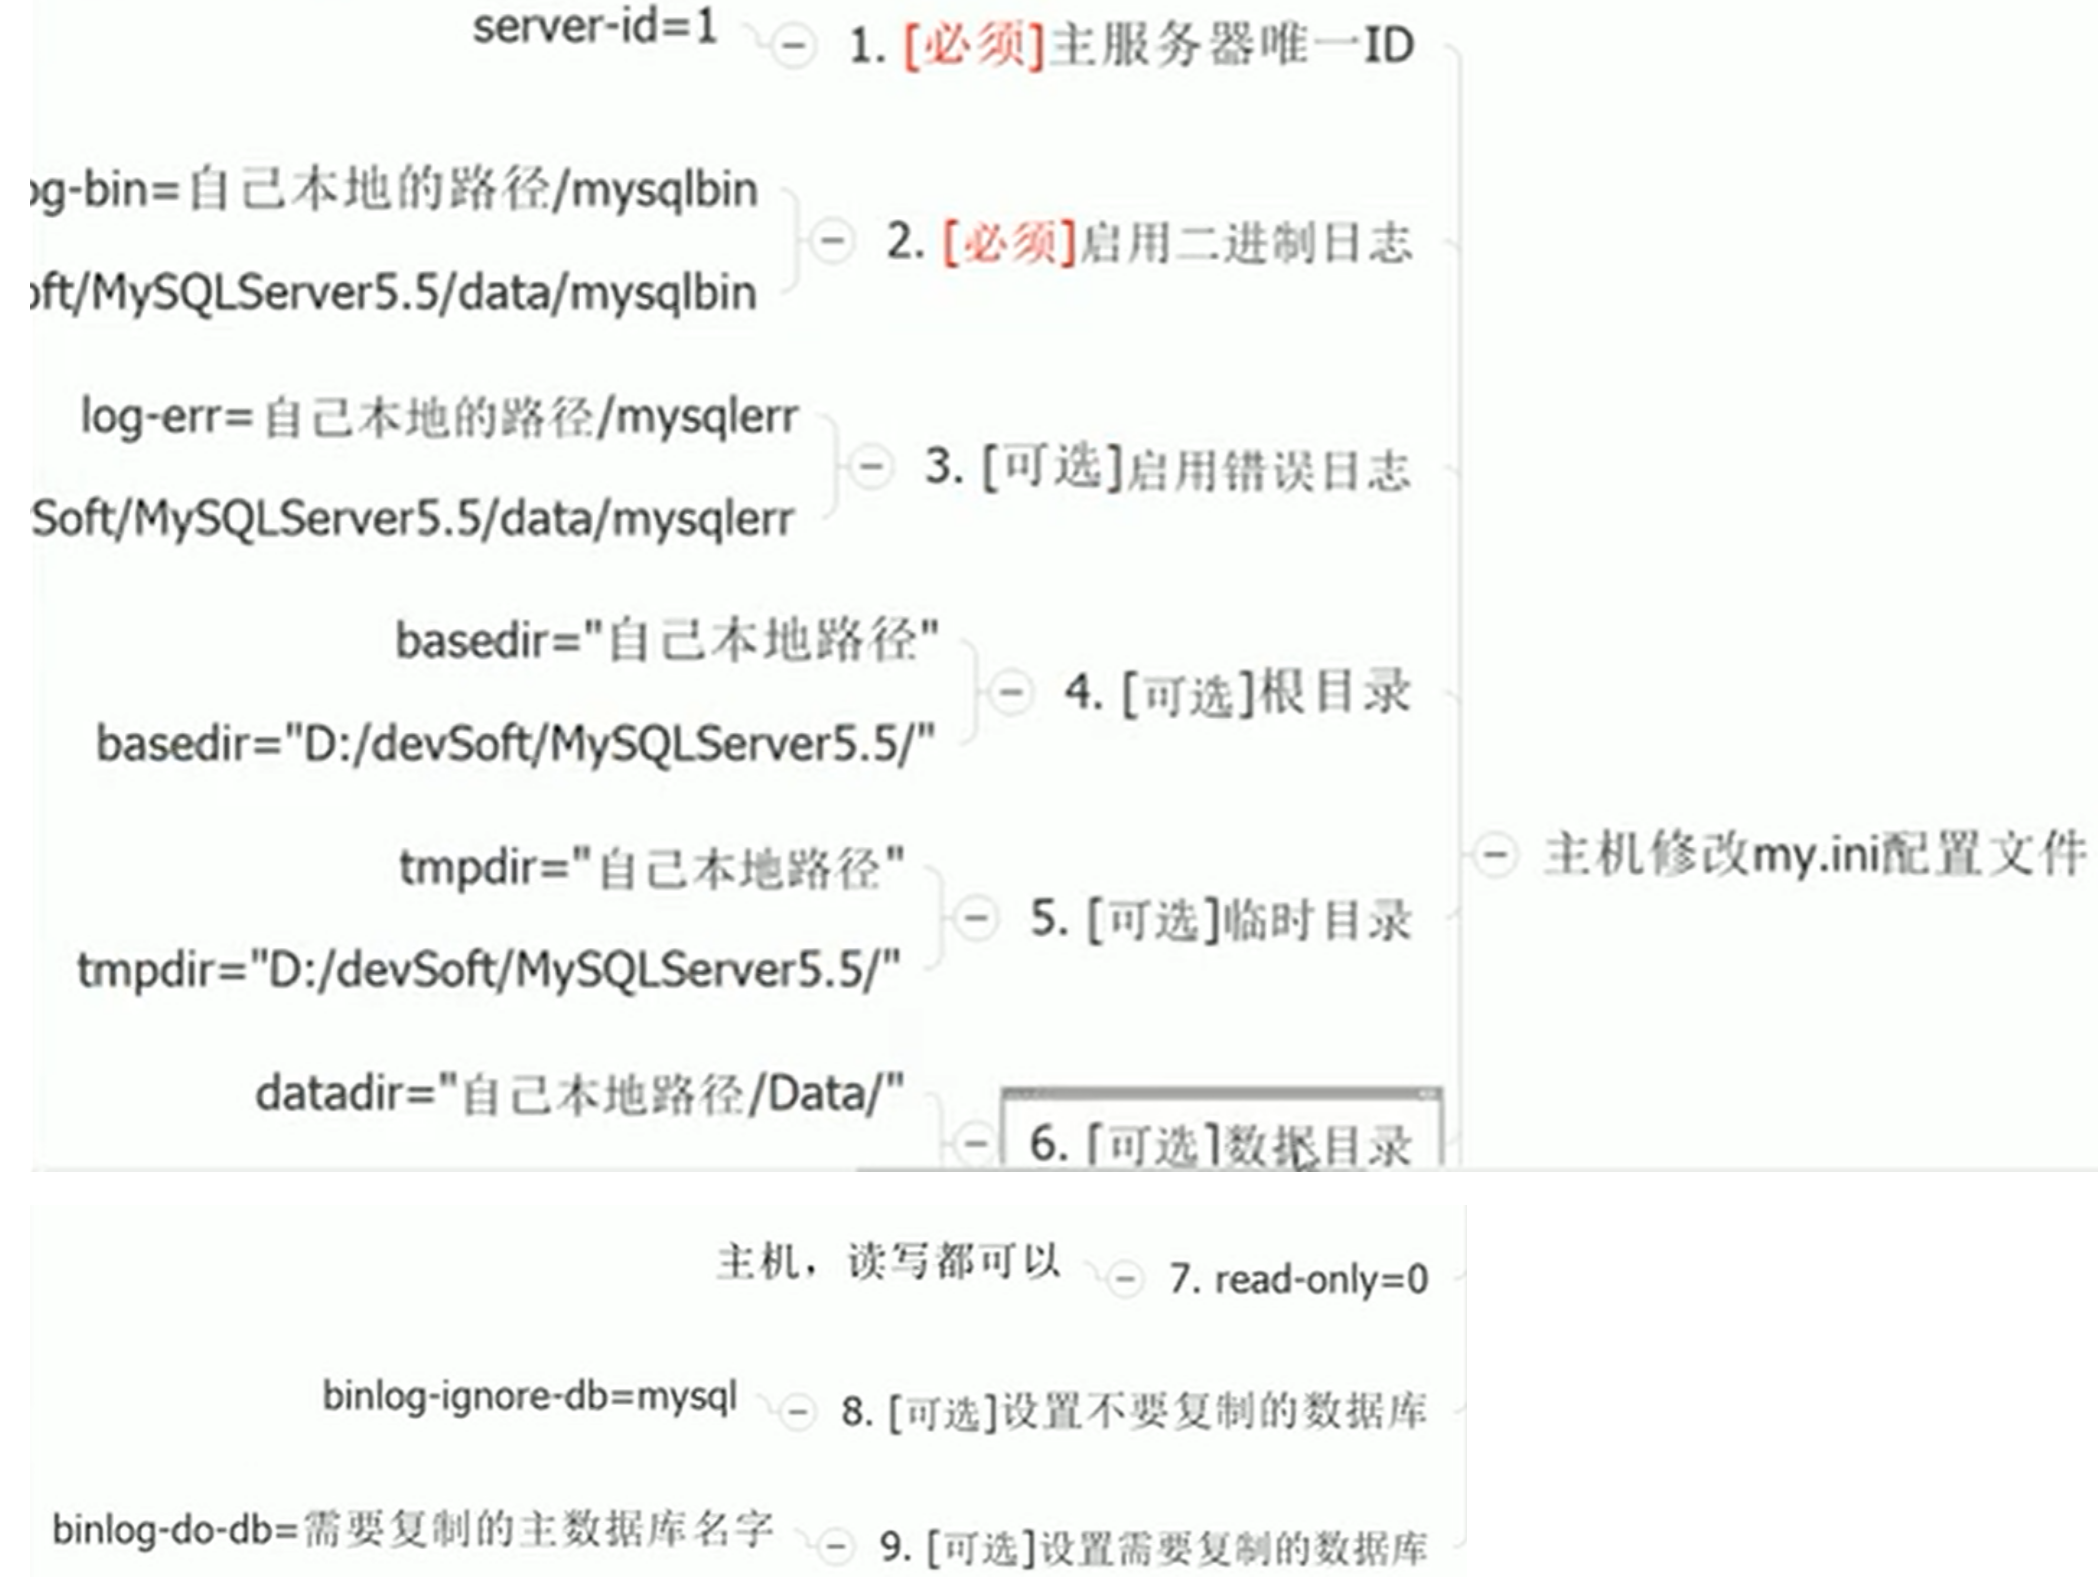 主机修改my.ini配置文件
1. [必须]主服务器唯一ID
server-id=1
2. [必须]启用二进制日志
og-bin=自己本地的路径/mysqlbin
oft/MySQLServer5.5/data/mysqlbin
3. [可选]启用错误日志
log-err=自己本地的路径/mysqlerr
Soft/MySQLServer5.5/data/mysqlerr
4. [可选]根目录
basedir="自己本地路径"
basedir="D:/devSoft/MySQLServer5.5/"
5. [可选]临时目录
tmpdir="自己本地路径"
tmpdir="D:/devSoft/MySQLServer5.5/"
6. [可选]数据目录
datadir="自己本地路径/Data/"
7. read-only=0
主机，读写都可以
8. [可选]设置不要复制的数据库
binlog-ignore-db=mysql
9. [可选]设置需要复制的数据库
binlog-do-db=需要复制的主数据库名字